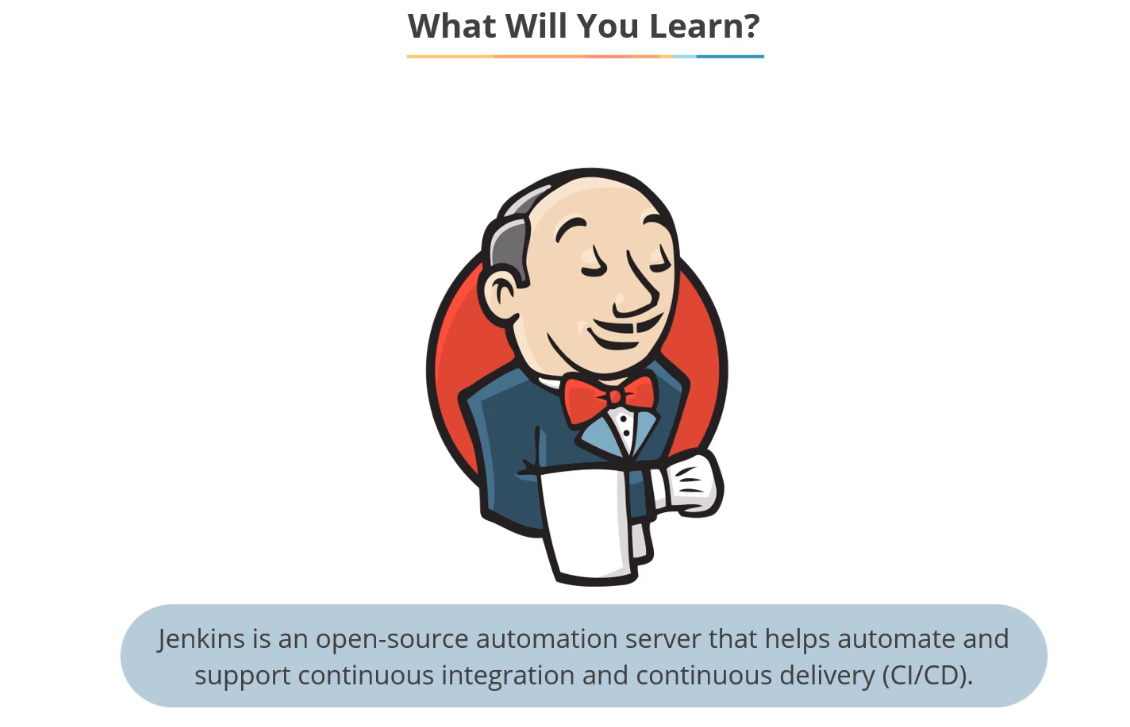 What Will You Learn?
Jenkins is an open-source automation server that helps automate and
support continuous integration and continuous delivery (CI/CD).